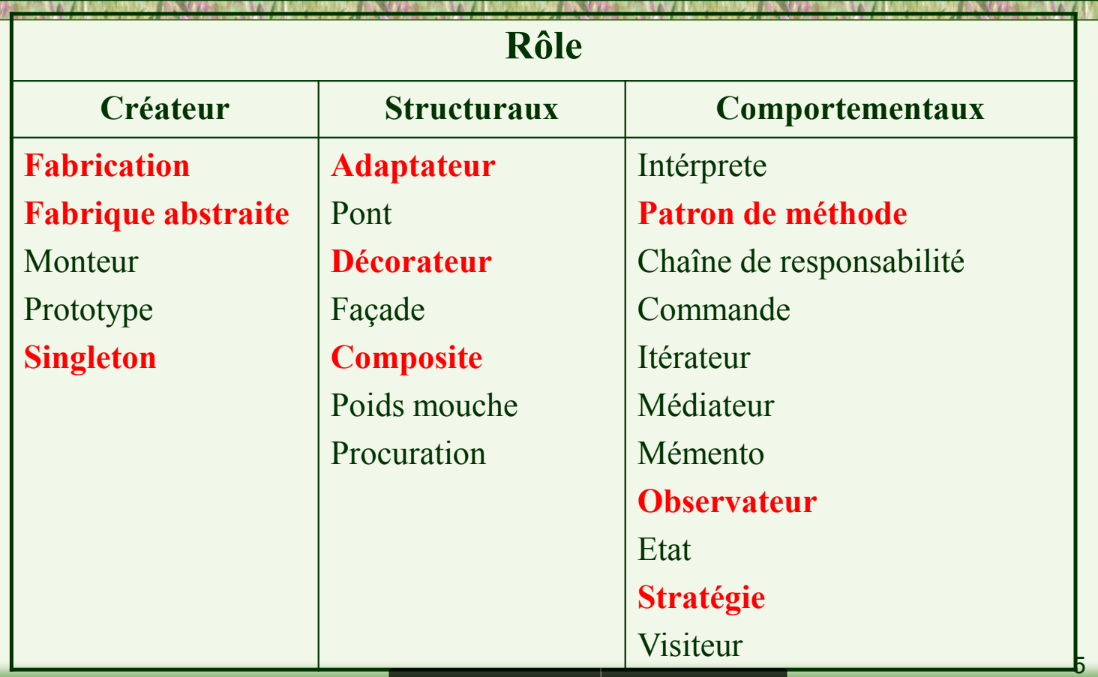 Rôle
Créateur
Structuraux
Comportementaux
Fabrication
Fabrique abstraite
Monteur
Prototype
Singleton
Adaptateur
Pont
Décorateur
Façade
Composite
Poids mouche
Procuration
Intérprete
Patron de méthode
Chaîne de responsabilité
Commande
Itérateur
Médiateur
Mémento
Observateur
Etat
Stratégie
Visiteur
5